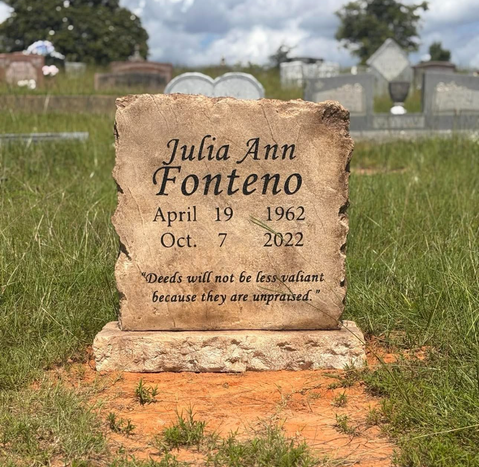 Julia Ann
Fonteno
April 19 1962
Oct. 7 2022
"Deeds will not be less valiant
because they are unpraised."